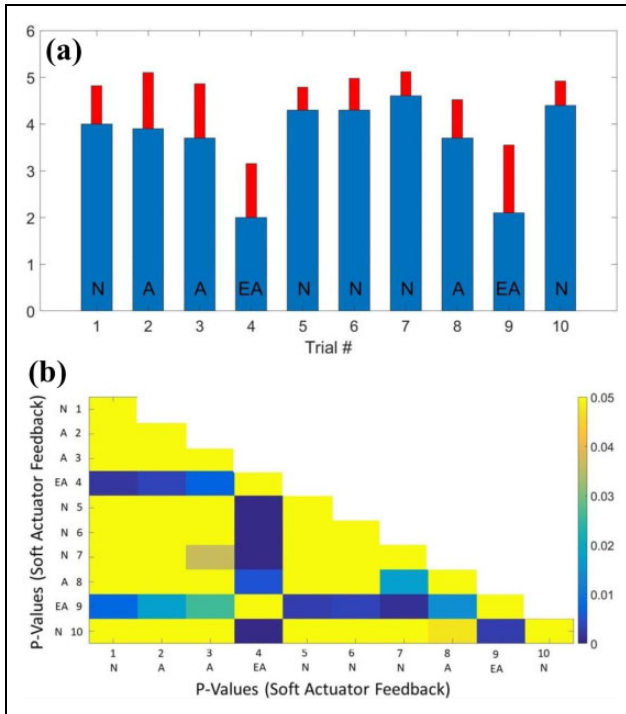 (a)
6
5
4
3
2
1
0
N A A EA N N N A EA N
1 2 3 4 5 6 7 8 9 10
Trial #
(b)
P-Values (Soft Actuator Feedback)
N 1
A 2
A 3
EA 4
N 5
N 6
N 7
A 8
EA 9
N 10
0.05
0.04
0.03
0.02
0.01
0
1 2 3 4 5 6 7 8 9 10
N A A EA N N N A EA N
P-Values (Soft Actuator Feedback)